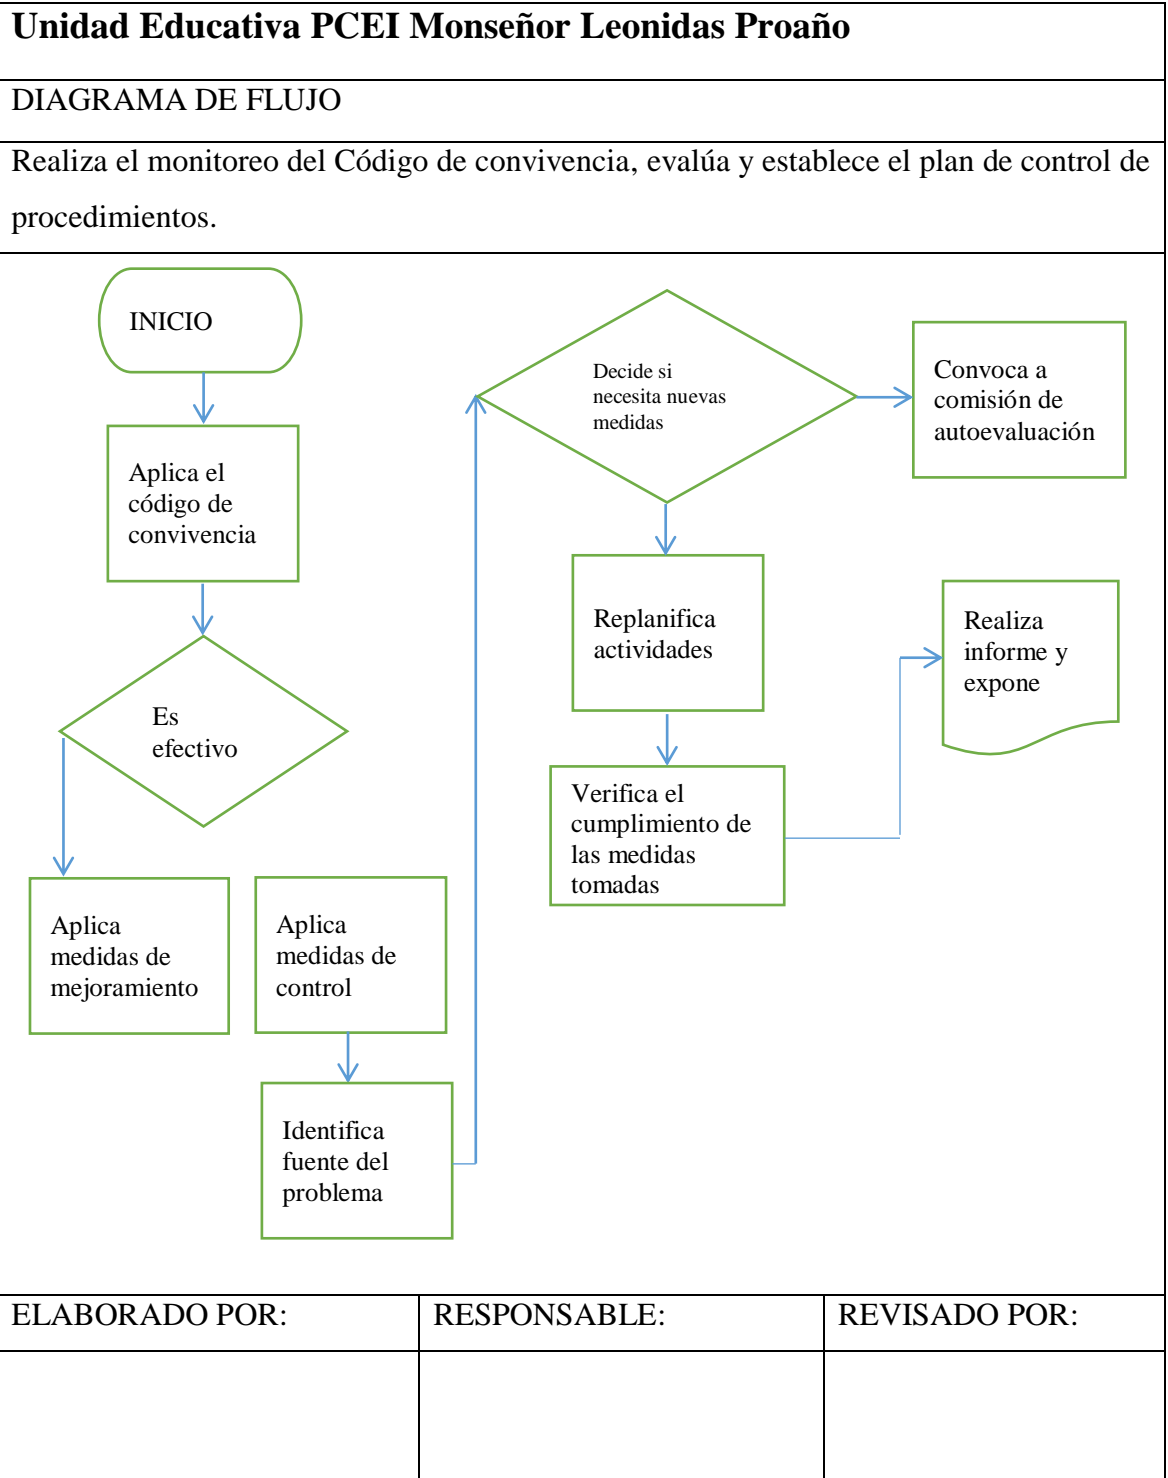 Unidad Educativa PCEI Monseñor Leonidas Proaño
DIAGRAMA DE FLUJO
Realiza el monitoreo del Código de convivencia, evalúa y establece el plan de control de
procedimientos.
INICIO
Aplica el
código de
convivencia
Es
efectivo
Aplica
medidas de
mejoramiento
Aplica
medidas de
control
Identifica
fuente del
problema
Decide si
necesita nuevas
medidas
Convoca a
comisión de
autoevaluación
Replanifica
actividades
Verifica el
cumplimiento de
las medidas
tomadas
Realiza
informe y
expone
ELABORADO POR:
RESPONSABLE:
REVISADO POR: